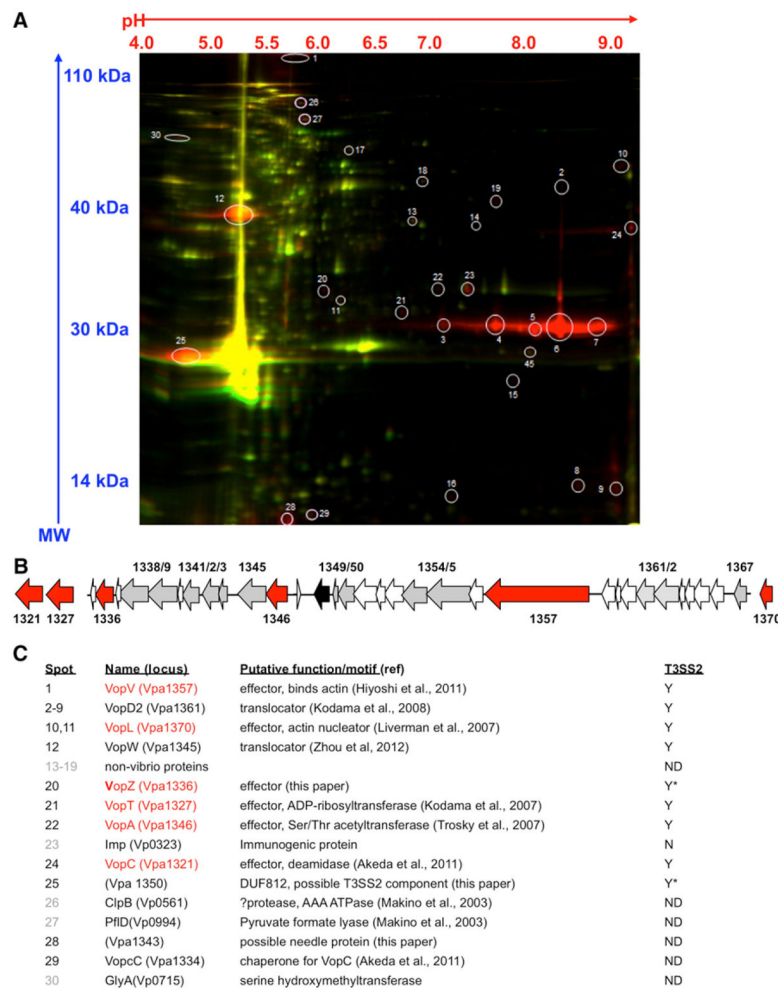 A
pH
4.0 5.0 5.5 6.0 6.5 7.0 8.0 9.0
110 kDa
40 kDa
30 kDa
14 kDa
MW
1
26
27
30
17
10
18
2
12
19
13
14
24
20
22
23
11
21
5
3
4
6
7
25
45
15
8
16
9
28
29
B
1338/9 1341/2/3 1345 1349/50 1354/5 1361/2 1367
1321 1327 1336 1346 1357 1370
C
Spot Name (locus) Putative function/motif (ref) T3SS2
1 VopV (Vpa1357) effector, binds actin (Hiyoshi et al., 2011) Y
2-9 VopD2 (Vpa1361) translocator (Kodama et al., 2008) Y
10,11 VopL (Vpa1370) effector, actin nucleator (Liverman et al., 2007) Y
12 VopW (Vpa1345) translocator (Zhou et al, 2012) Y
13-19 non-vibrio proteins ND
20 VopZ (Vpa1336) effector (this paper) Y*
21 VopT (Vpa1327) effector, ADP-ribosyltransferase (Kodama et al., 2007) Y
22 VopA (Vpa1346) effector, Ser/Thr acetyltransferase (Trosky et al., 2007) Y
23 Imp (Vp0323) Immunogenic protein N
24 VopC (Vpa1321) effector, deamidase (Akeda et al., 2011) Y
25 (Vpa 1350) DUF812, possible T3SS2 component (this paper) Y*
26 ClpB (Vp0561) ?protease, AAA ATPase (Makino et al., 2003) ND
27 PflD(Vp0994) Pyruvate formate lyase (Makino et al., 2003) ND
28 (Vpa1343) possible needle protein (this paper) ND
29 VopcC (Vpa1334) chaperone for VopC (Akeda et al., 2011) ND
30 GlyA(Vp0715) serine hydroxymethyltransferase ND